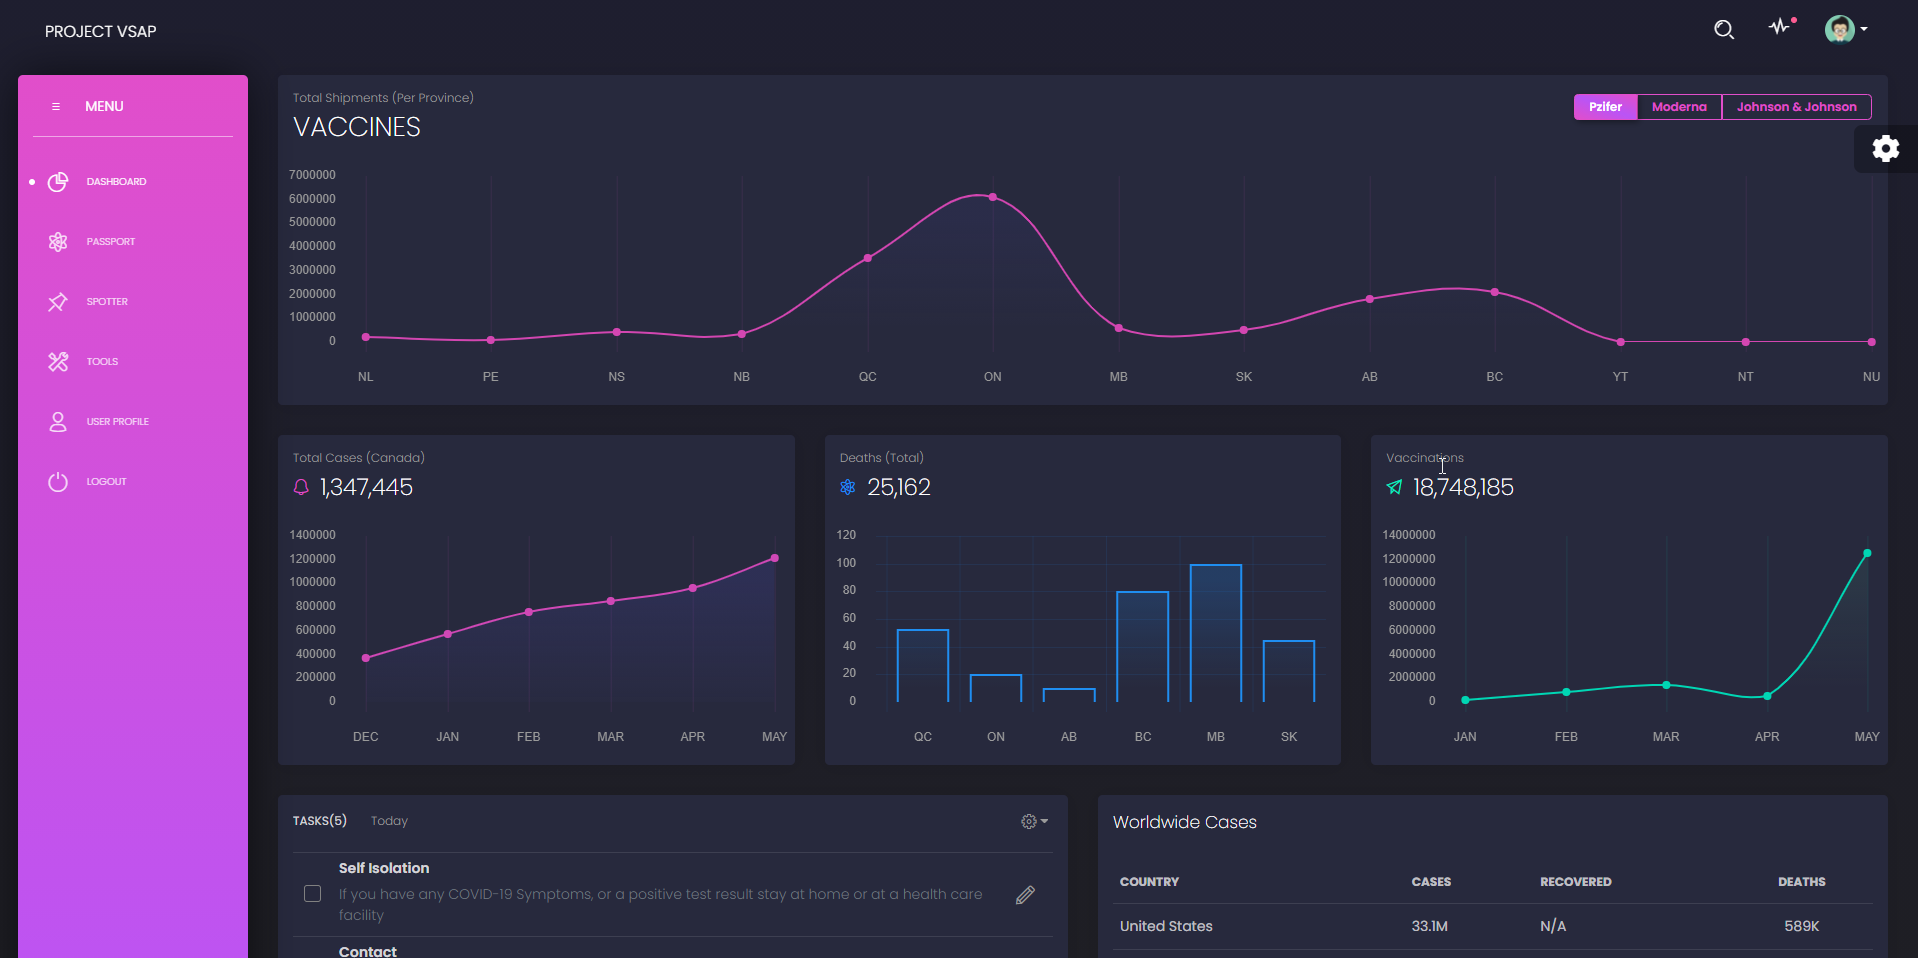 PROJECT VSAP
MENU
DASHBOARD
PASSPORT
SPOTTER
TOOLS
USER PROFILE
LOGOUT
Total Shipments (Per Province)
VACCINES
Pzifer Moderna Johnson & Johnson
7000000
6000000
5000000
4000000
3000000
2000000
1000000
0
NL PE NS NB QC ON MB SK AB BC YT NT NU
Total Cases (Canada)
1,347,445
1400000
1200000
1000000
800000
600000
400000
200000
0
DEC JAN FEB MAR APR MAY
Deaths (Total)
25,162
120
100
80
60
40
20
0
QC ON AB BC MB SK
Vaccinations
18,748,185
14000000
12000000
10000000
8000000
6000000
4000000
2000000
0
JAN FEB MAR APR MAY
TASKS(5) Today
Self Isolation
If you have any COVID-19 Symptoms, or a positive test result stay at home or at a health care
facility
Contact
Worldwide Cases
COUNTRY CASES RECOVERED DEATHS
United States 33.1M N/A 589K